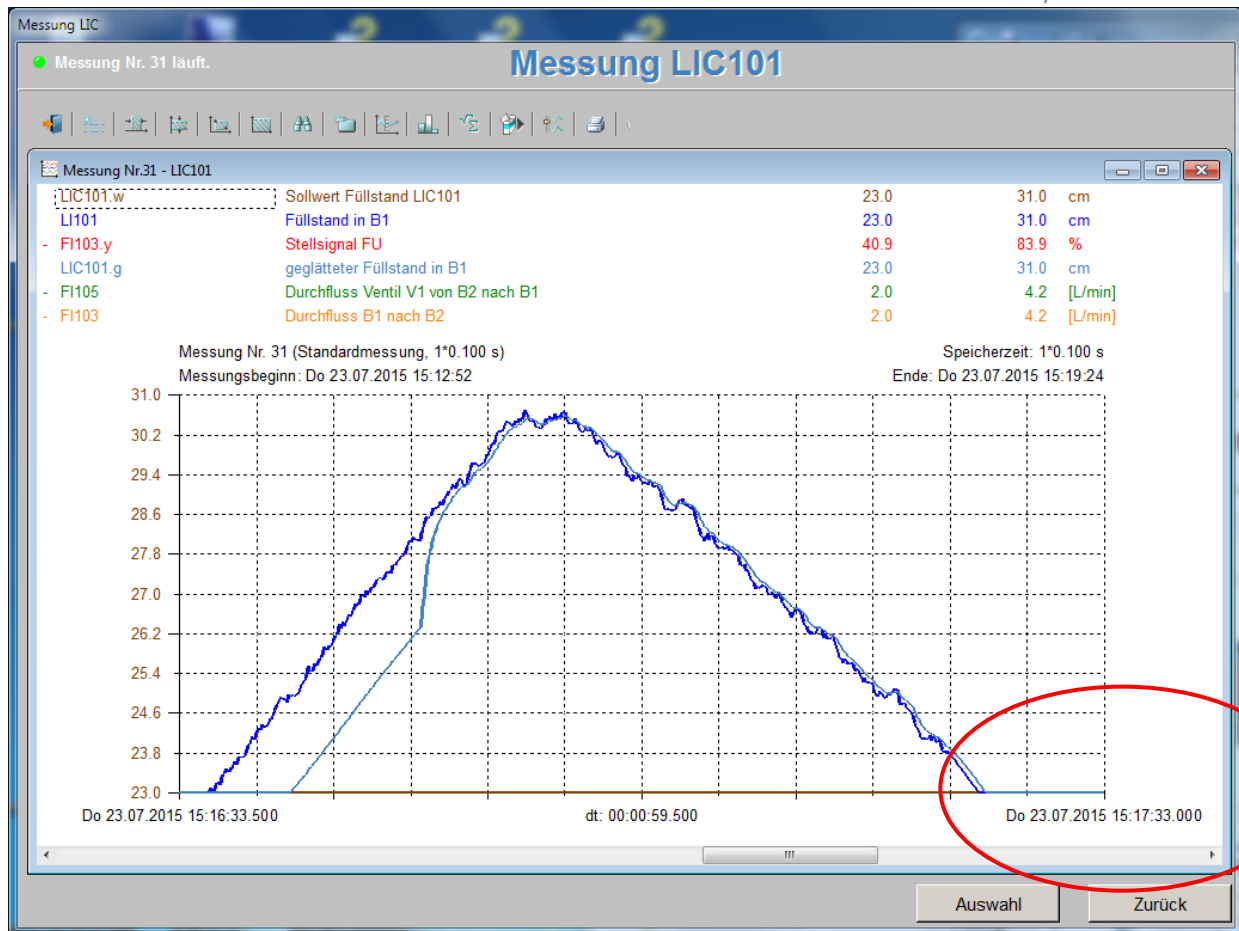 Messung LIC
Messung Nr. 31 läuft.
Messung LIC101
Messung Nr.31 - LIC101
LIC101.w Sollwert Füllstand LIC101 23.0 31.0 cm
LI101 Füllstand in B1 23.0 31.0 cm
- FI103.y Stellsignal FU 40.9 83.9 %
LIC101.g geglätteter Füllstand in B1 23.0 31.0 cm
- FI105 Durchfluss Ventil V1 von B2 nach B1 2.0 4.2 [L/min]
- FI103 Durchfluss B1 nach B2 2.0 4.2 [L/min]
Messung Nr. 31 (Standardmessung, 1*0.100 s) Speicherzeit: 1*0.100 s
Messungsbeginn: Do 23.07.2015 15:12:52 Ende: Do 23.07.2015 15:19:24
31.0
30.2
29.4
28.6
27.8
27.0
26.2
25.4
24.6
23.8
23.0
Do 23.07.2015 15:16:33.500 dt: 00:00:59.500 Do 23.07.2015 15:17:33.000
Auswahl Zurück